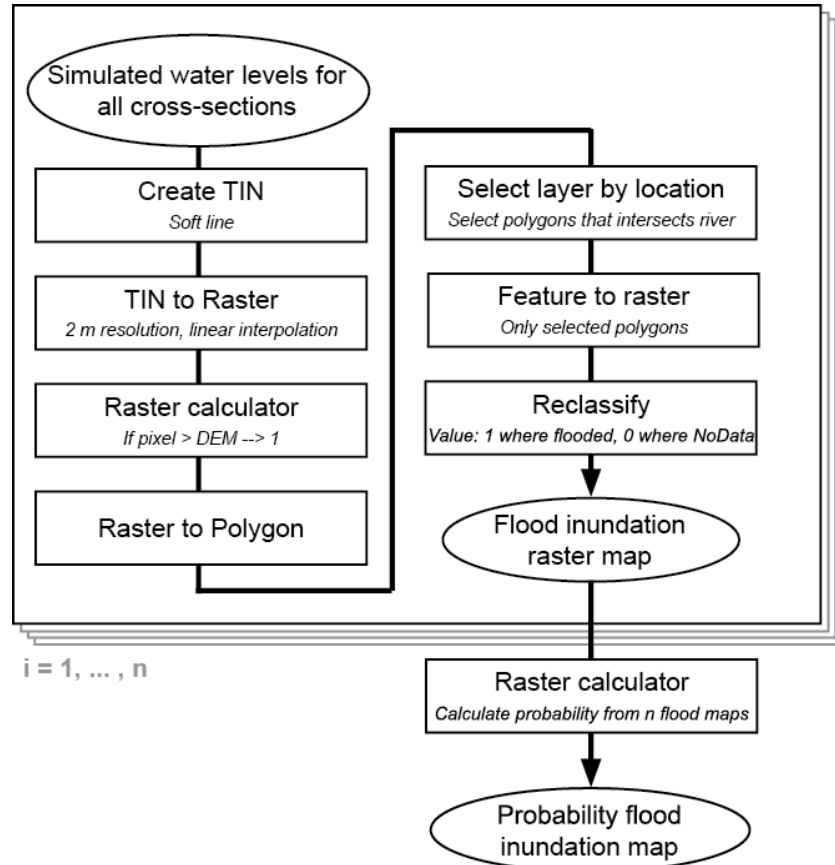 Simulated water levels for
all cross-sections
Create TIN
Soft line
TIN to Raster
2 m resolution, linear interpolation
Raster calculator
If pixel > DEM --> 1
Raster to Polygon
Select layer by location
Select polygons that intersects river
Feature to raster
Only selected polygons
Reclassify
Value: 1 where flooded, 0 where NoData
Flood inundation
raster map
i = 1, ... , n
Raster calculator
Calculate probability from n flood maps
Probability flood
inundation map